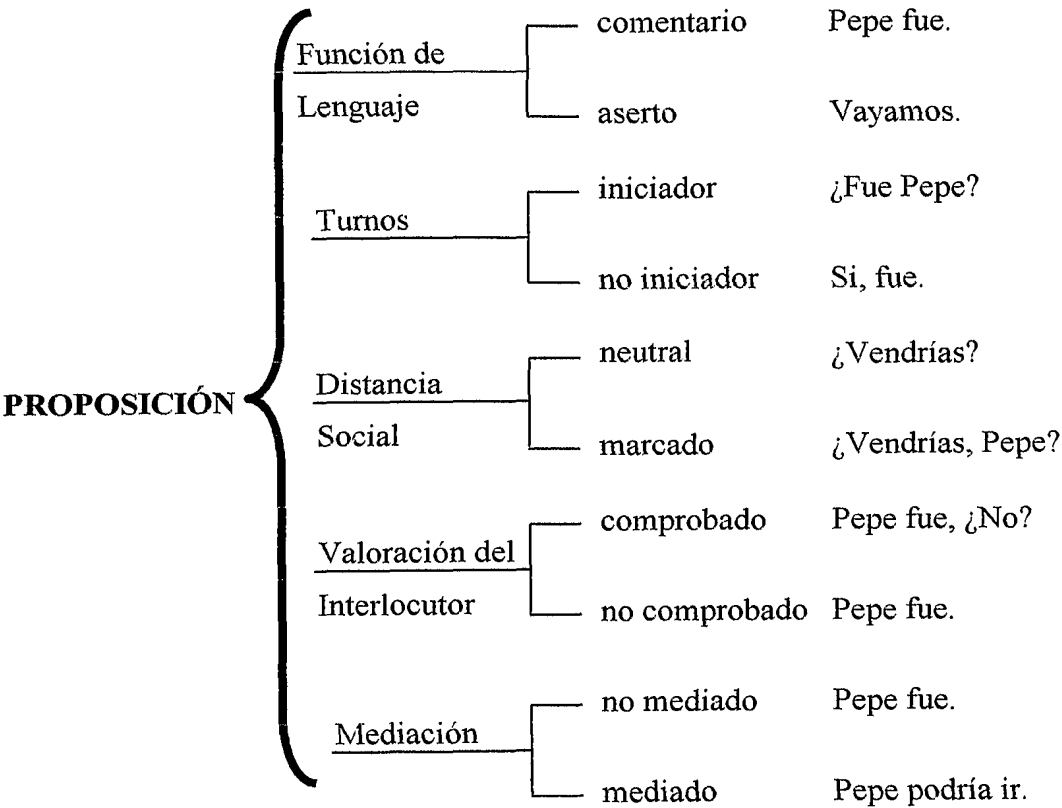 comentario Pepe fue.
Función de
Lenguaje
aserto Vayamos.
iniciador ¿Fue Pepe?
Turnos
no iniciador Si, fue.
neutral ¿Vendrías?
Distancia
PROPOSICIÓN
Social
marcado ¿Vendrías, Pepe?
comprobado Pepe fue, ¿No?
Valoración del
Interlocutor
no comprobado Pepe fue.
no mediado Pepe fue.
Mediación
mediado Pepe podría ir.